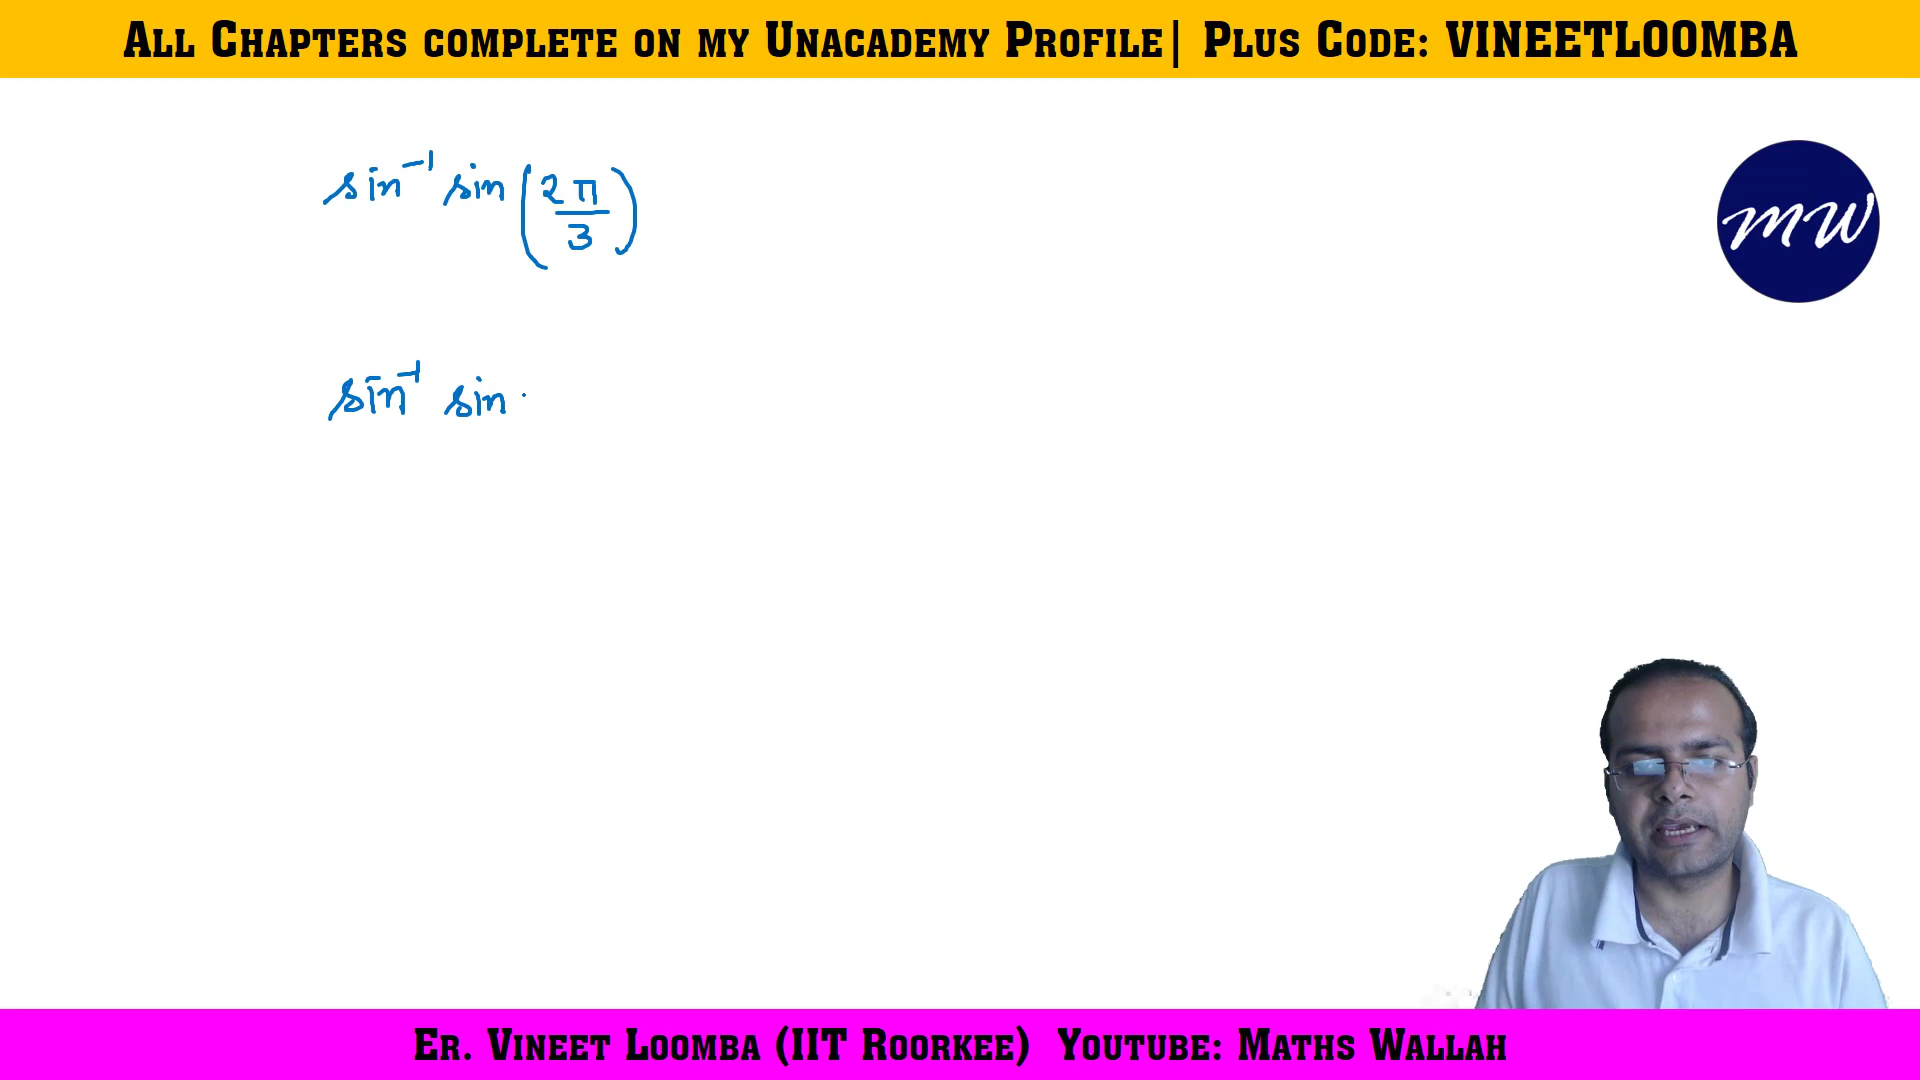 ALL CHAPTERS COMPLETE ON MY UNACADEMY PROFILE| PLUS CODE: VINEETLOOMBA
sin⁻¹ sin (2π/3)
MW
sin⁻¹ sin
ER. VINEET LOOMBA (IIT ROORKEE) YOUTUBE: MATHS WALLAH